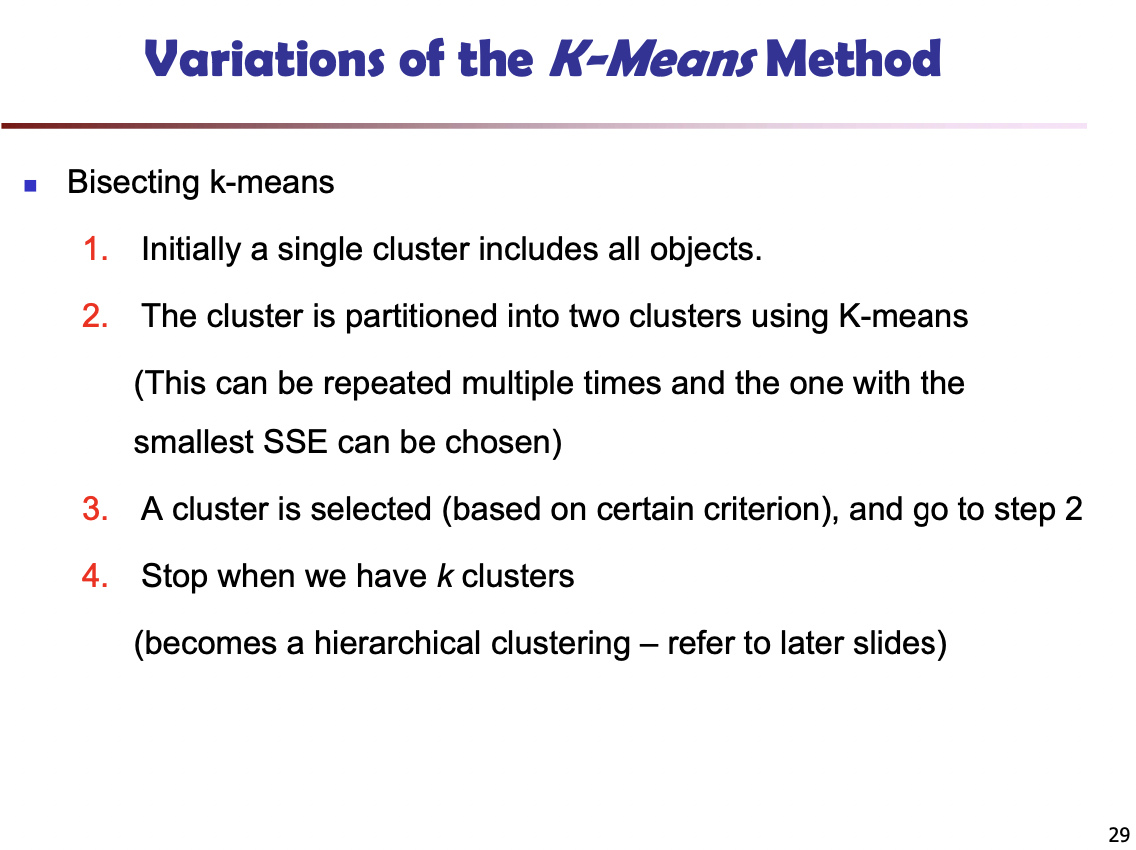 Variations of the K-Means Method
Bisecting k-means
1. Initially a single cluster includes all objects.
2. The cluster is partitioned into two clusters using K-means
(This can be repeated multiple times and the one with the
smallest SSE can be chosen)
3. A cluster is selected (based on certain criterion), and go to step 2
4. Stop when we have k clusters
(becomes a hierarchical clustering – refer to later slides)
29